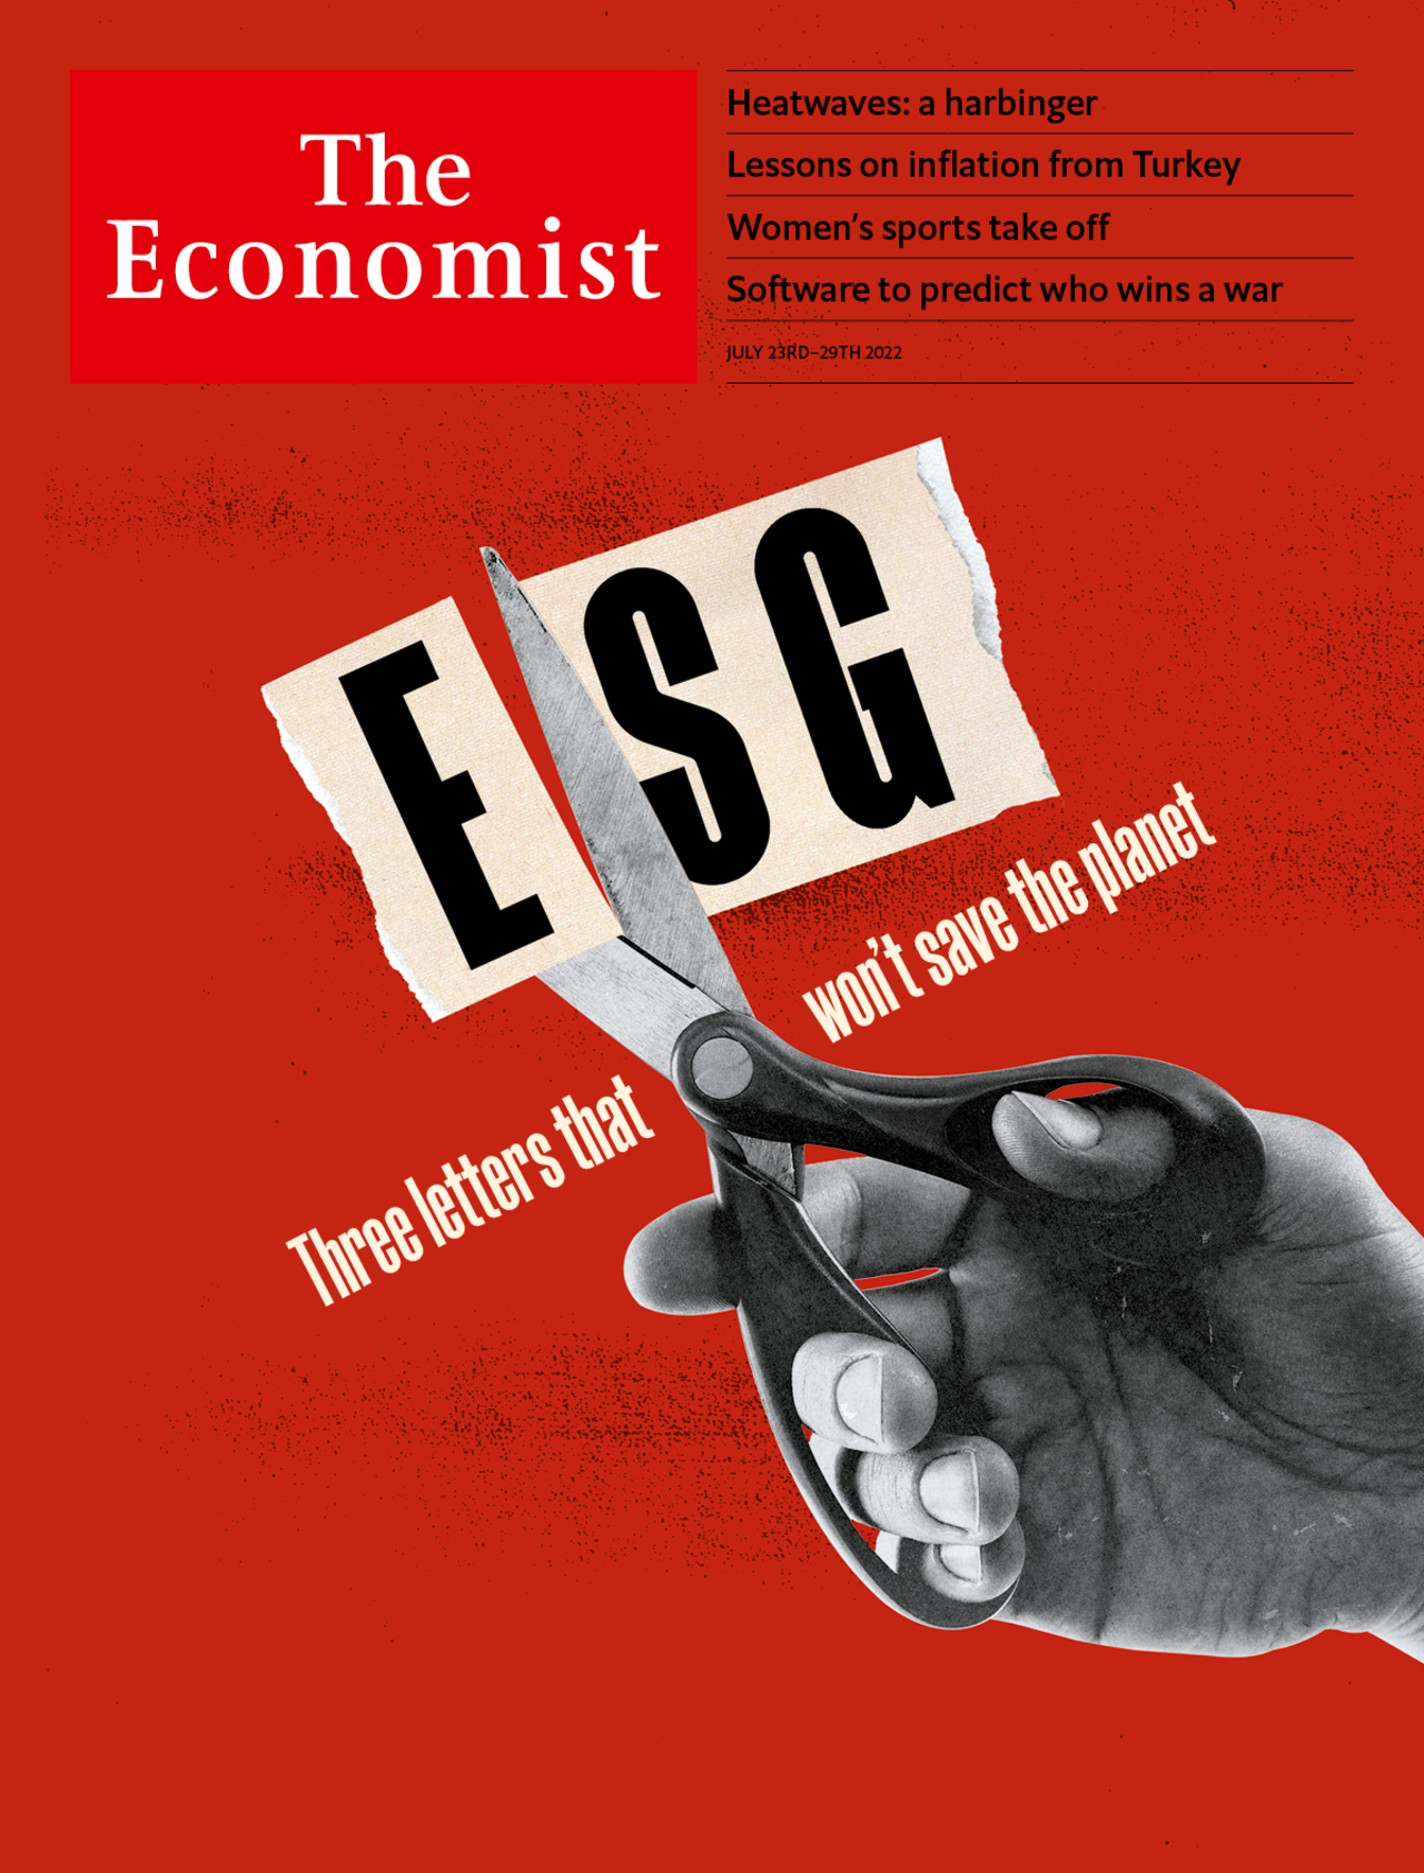 The
Economist
Heatwaves: a harbinger
Lessons on inflation from Turkey
Women's sports take off
Software to predict who wins a war
JULY 23RD–29TH 2022
ESG
Three letters that
won't save the planet